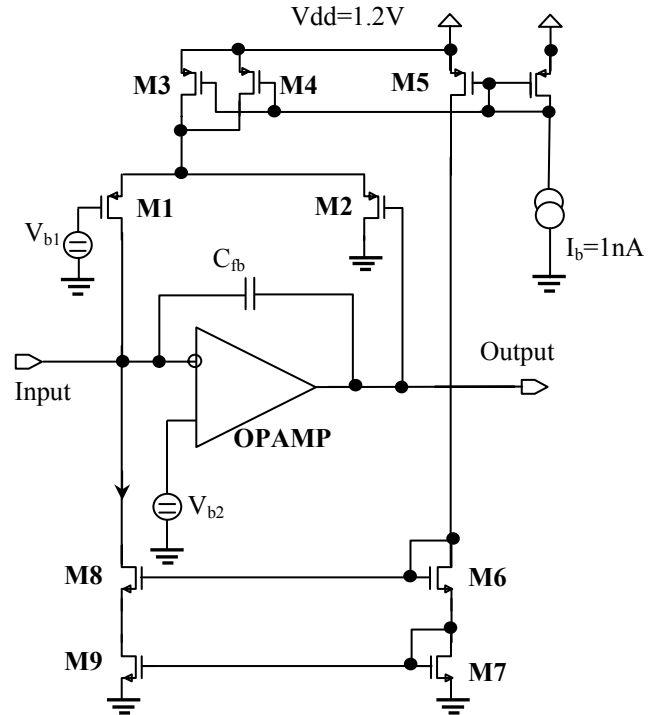 Vdd=1.2V
M3
M4
M5
M1
M2
Vb1
Ib=1nA
Cfb
Input
Output
OPAMP
Vb2
M8
M6
M9
M7